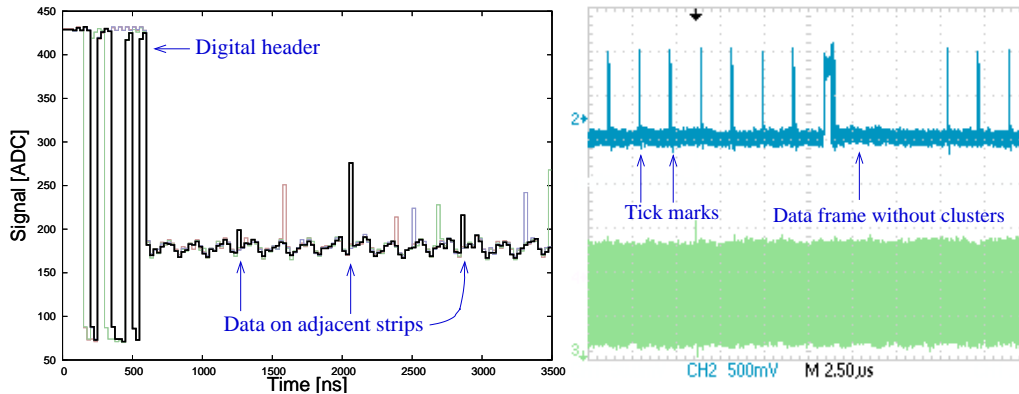 450
400
350
300
250
200
150
100
50
Signal [ADC]
0
500
1000
1500
2000
2500
3000
3500
Time [ns]
Digital header
Data on adjacent strips
2
3
Tick marks
Data frame without clusters
CH2 500mV M 2.50µs